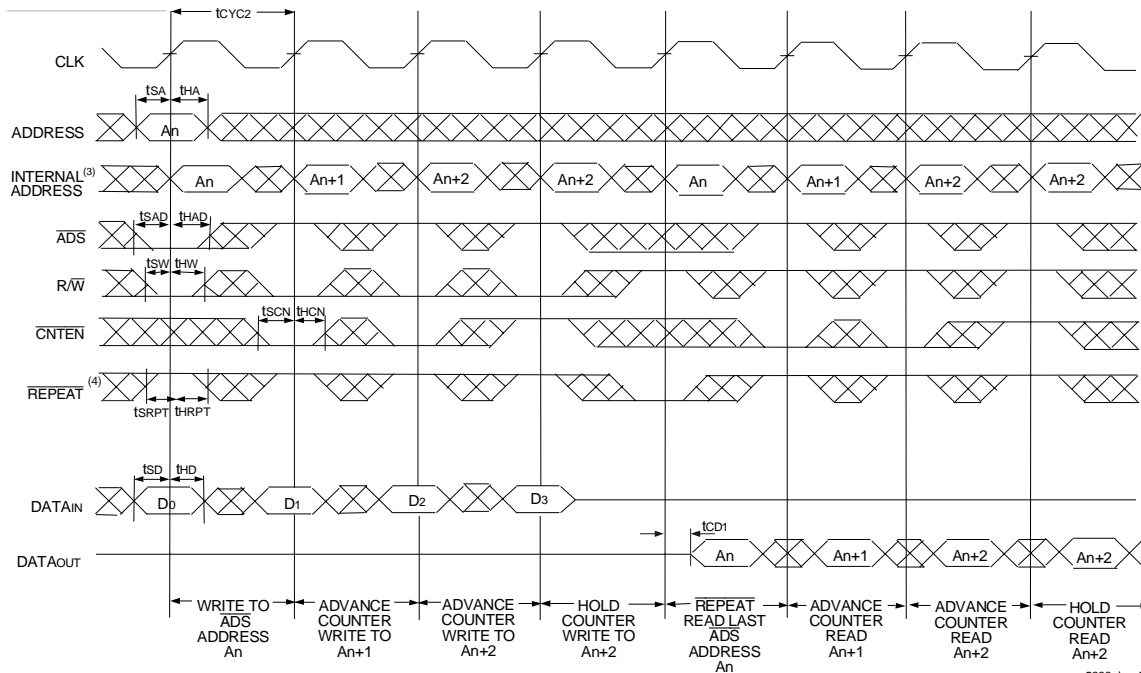 tCYC2
CLK
tSA tHA
ADDRESS An
INTERNAL(3) ADDRESS An An+1 An+2 An+2 An An+1 An+2 An+2
tSAD tHAD
ADS
tSW tHW
R/W
tSCN tHCN
CNTEN
REPEAT (4)
tSRPT tHRPT
tSD tHD
DATAIN D0 D1 D2 D3
tCD1
DATAOUT An An+1 An+2 An+2
WRITE TO
ADS
ADDRESS
An
ADVANCE
COUNTER
WRITE TO
An+1
ADVANCE
COUNTER
WRITE TO
An+2
HOLD
COUNTER
WRITE TO
An+2
REPEAT
READ LAST
ADS
ADDRESS
An
ADVANCE
COUNTER
READ
An+1
ADVANCE
COUNTER
READ
An+2
HOLD
COUNTER
READ
An+2